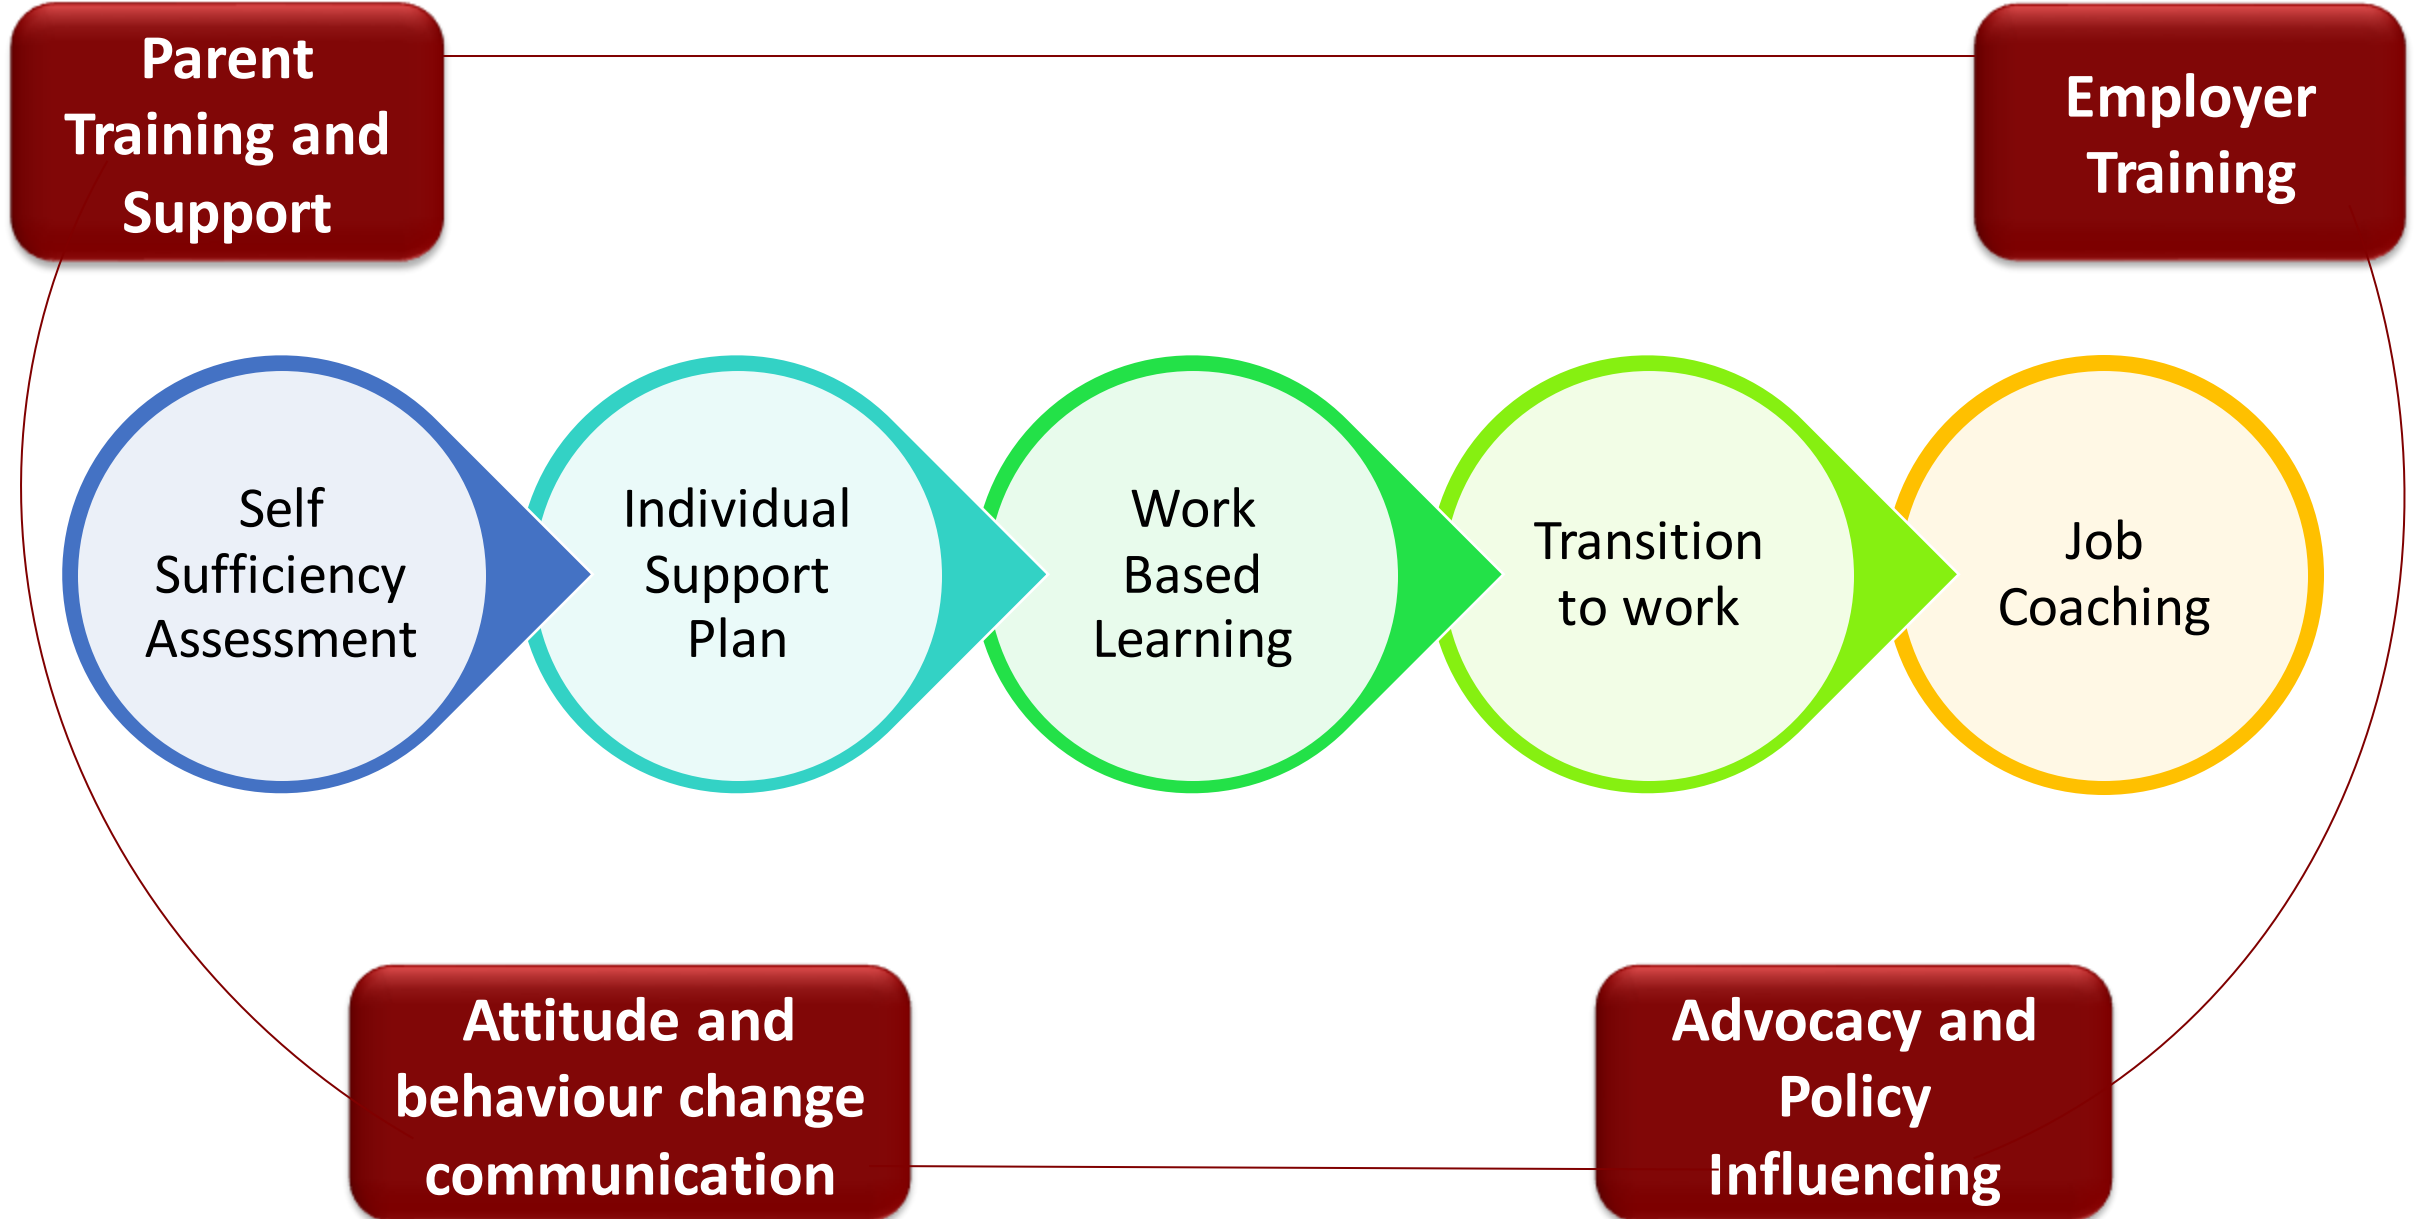 Parent
Training and
Support
Employer
Training
Self
Sufficiency
Assessment
Individual
Support
Plan
Work
Based
Learning
Transition
to work
Job
Coaching
Attitude and
behaviour change
communication
Advocacy and
Policy
Influencing